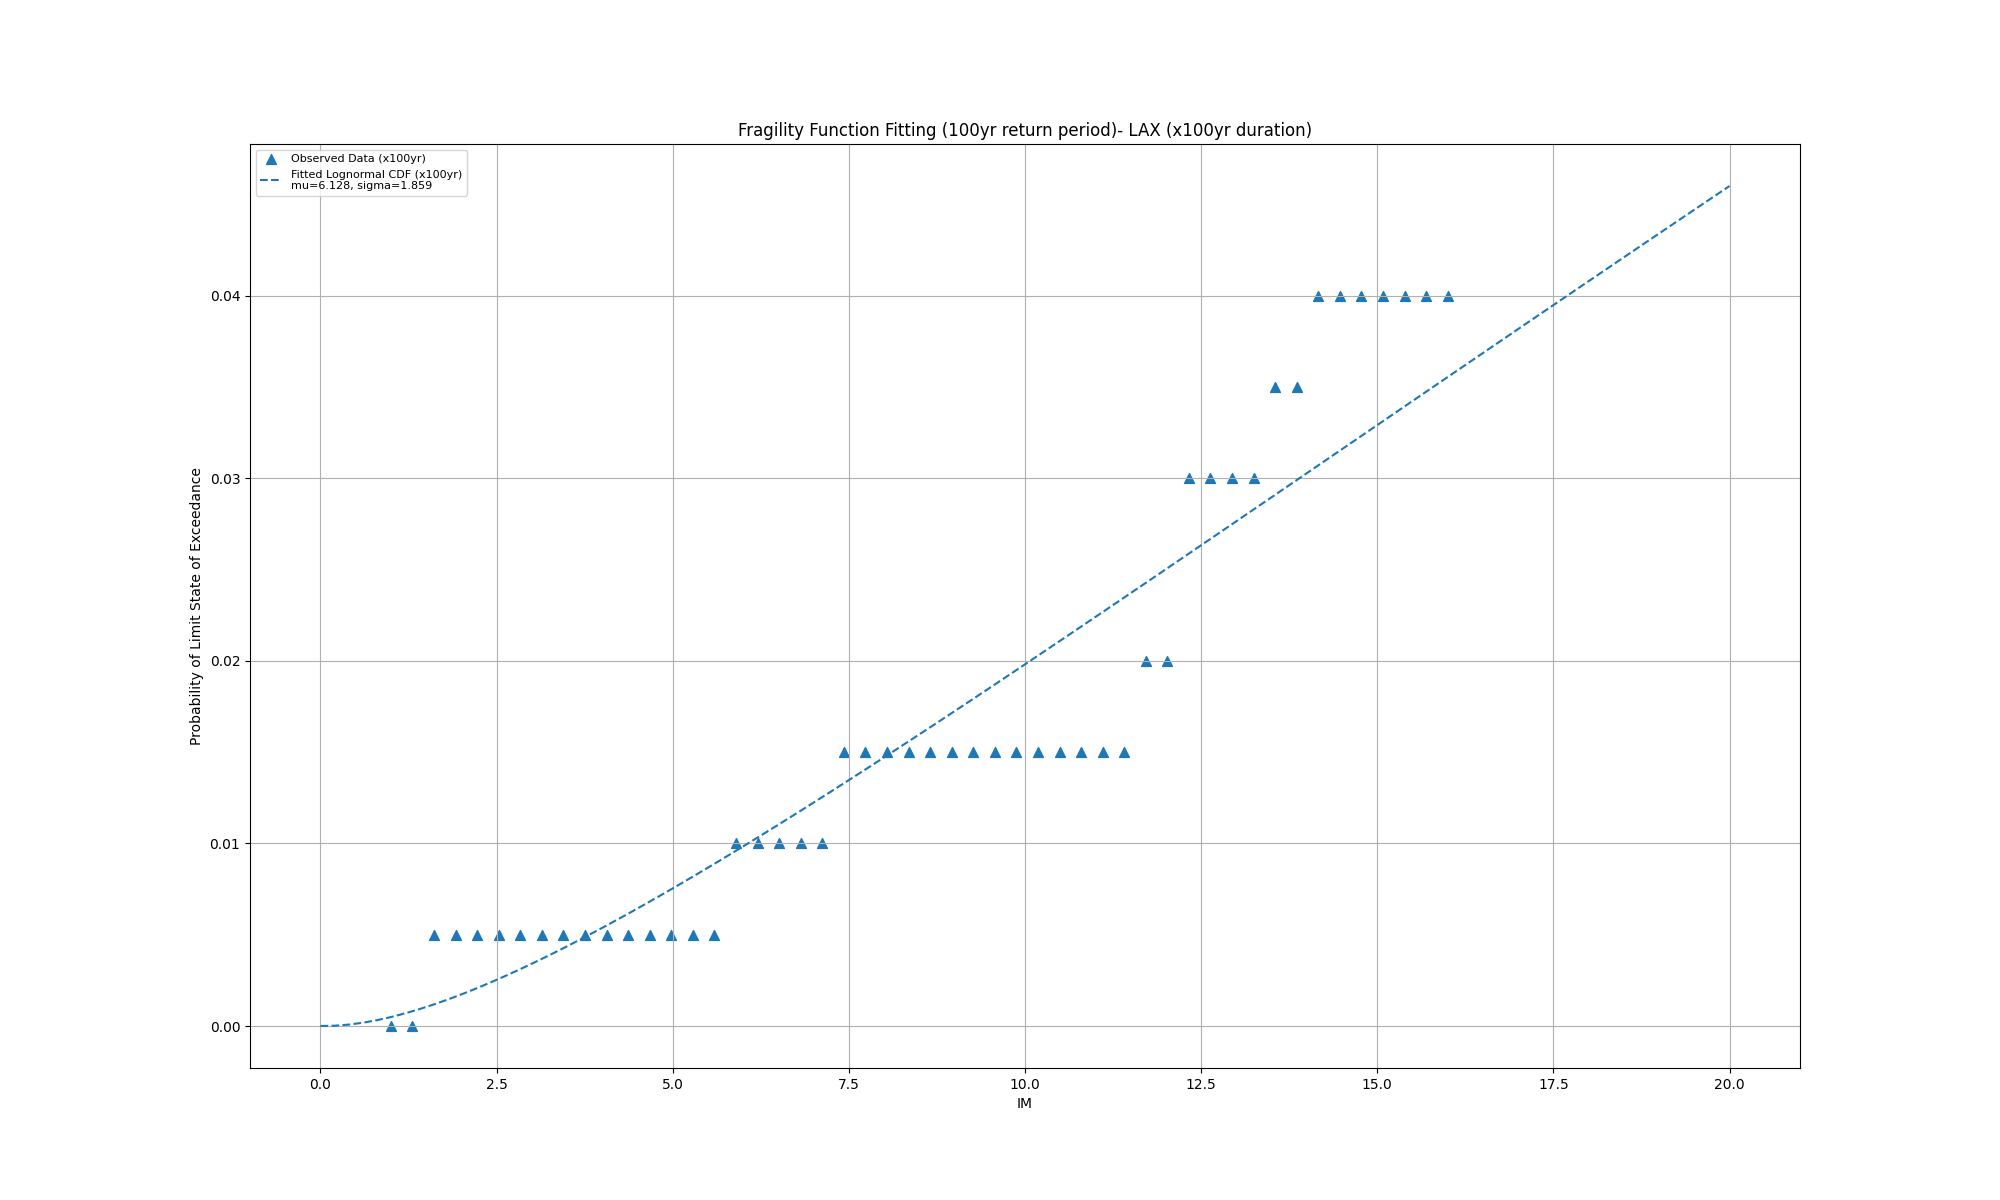 Fragility Function Fitting (100yr return period)- LAX (x100yr duration)
Observed Data (x100yr)
Fitted Lognormal CDF (x100yr)
mu=6.128, sigma=1.859
Probability of Limit State of Exceedance
0.04
0.03
0.02
0.01
0.00
0.0 2.5 5.0 7.5 10.0 12.5 15.0 17.5 20.0
IM